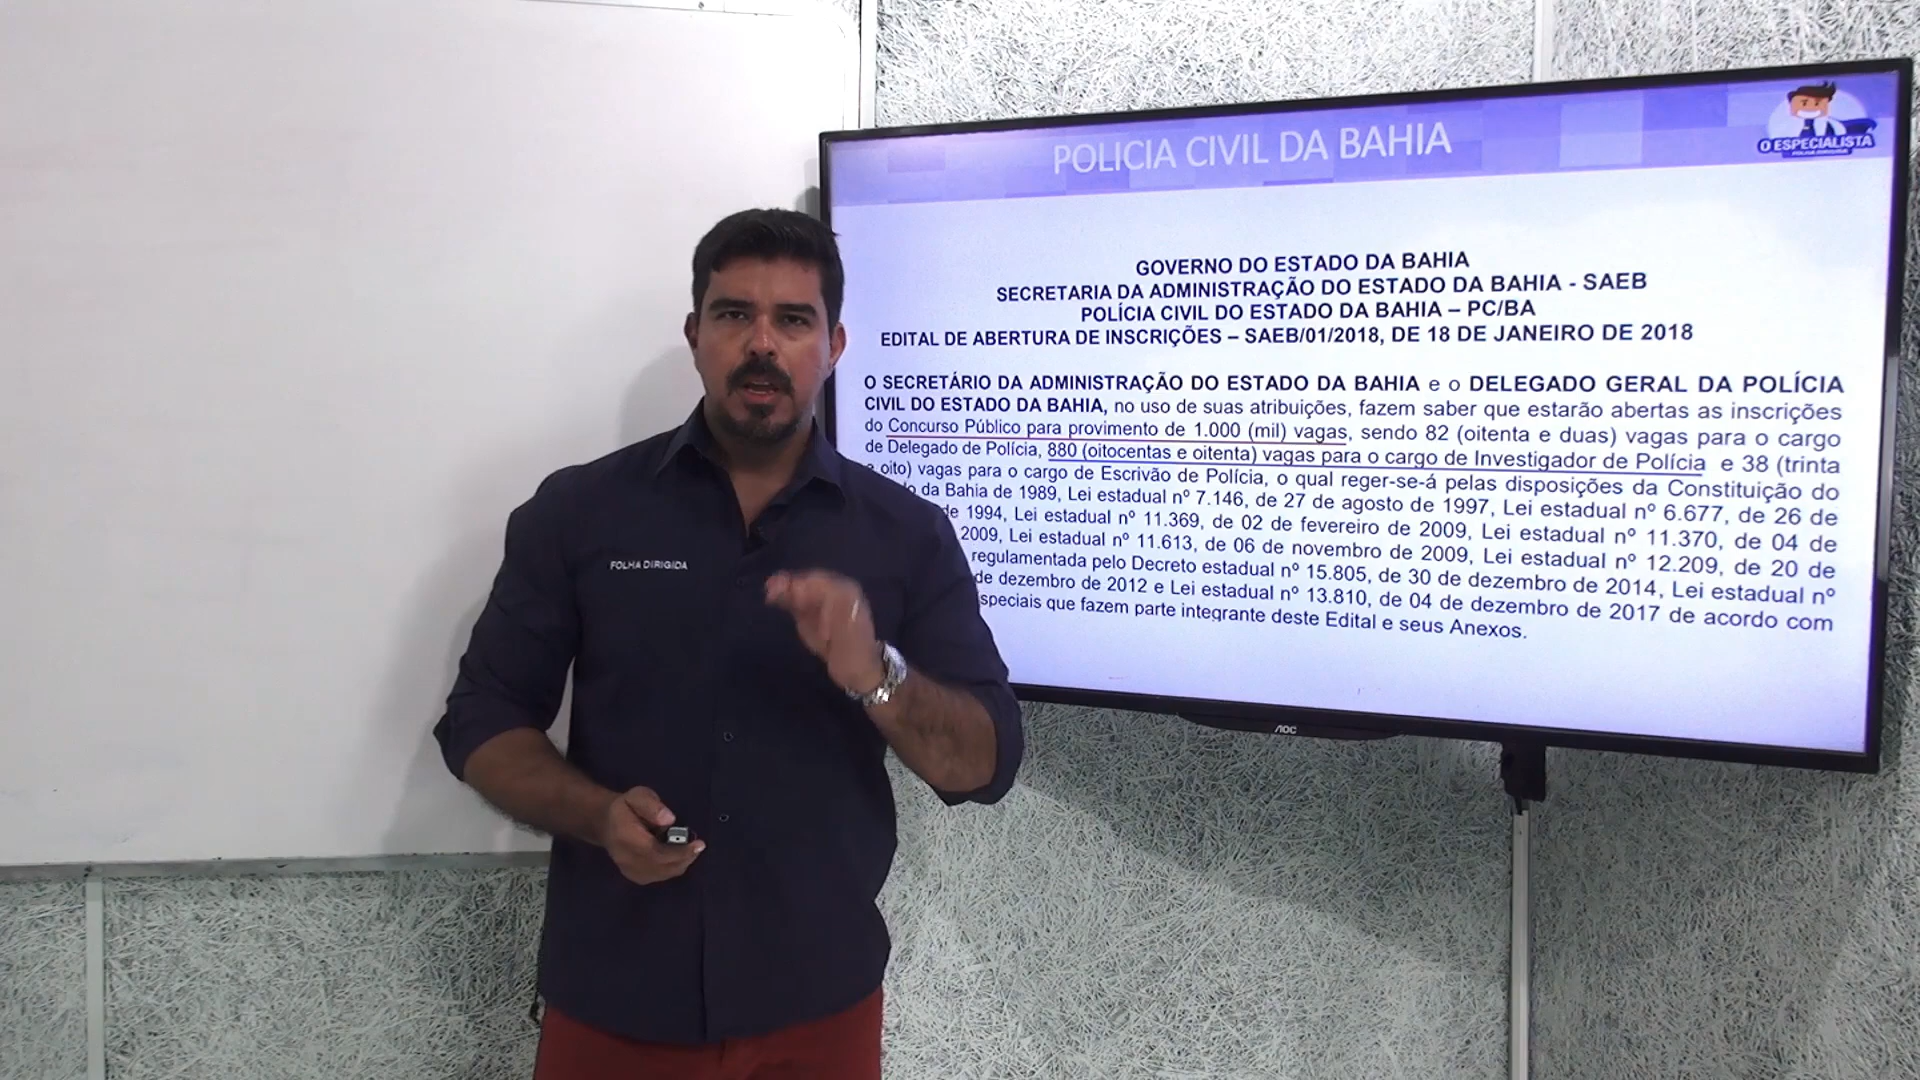 POLICIA CIVIL DA BAHIA
O ESPECIALISTA
GOVERNO DO ESTADO DA BAHIA
SECRETARIA DA ADMINISTRAÇÃO DO ESTADO DA BAHIA - SAEB
POLÍCIA CIVIL DO ESTADO DA BAHIA – PC/BA
EDITAL DE ABERTURA DE INSCRIÇÕES – SAEB/01/2018, DE 18 DE JANEIRO DE 2018
O SECRETÁRIO DA ADMINISTRAÇÃO DO ESTADO DA BAHIA e o DELEGADO GERAL DA POLÍCIA
CIVIL DO ESTADO DA BAHIA, no uso de suas atribuições, fazem saber que estarão abertas as inscrições
do Concurso Público para provimento de 1.000 (mil) vagas, sendo 82 (oitenta e duas) vagas para o cargo
de Delegado de Polícia, 880 (oitocentas e oitenta) vagas para o cargo de Investigador de Polícia e 38 (trinta
e oito) vagas para o cargo de Escrivão de Polícia, o qual reger-se-á pelas disposições da Constituição do
da Bahia de 1989, Lei estadual nº 7.146, de 27 de agosto de 1997, Lei estadual nº 6.677, de 26 de
de 1994, Lei estadual nº 11.369, de 02 de fevereiro de 2009, Lei estadual nº 11.370, de 04 de
2009, Lei estadual nº 11.613, de 06 de novembro de 2009, Lei estadual nº 12.209, de 20 de
regulamentada pelo Decreto estadual nº 15.805, de 30 de dezembro de 2014, Lei estadual nº
de dezembro de 2012 e Lei estadual nº 13.810, de 04 de dezembro de 2017 de acordo com
speciais que fazem parte integrante deste Edital e seus Anexos.
AOC
FOLHA DIRIGIDA